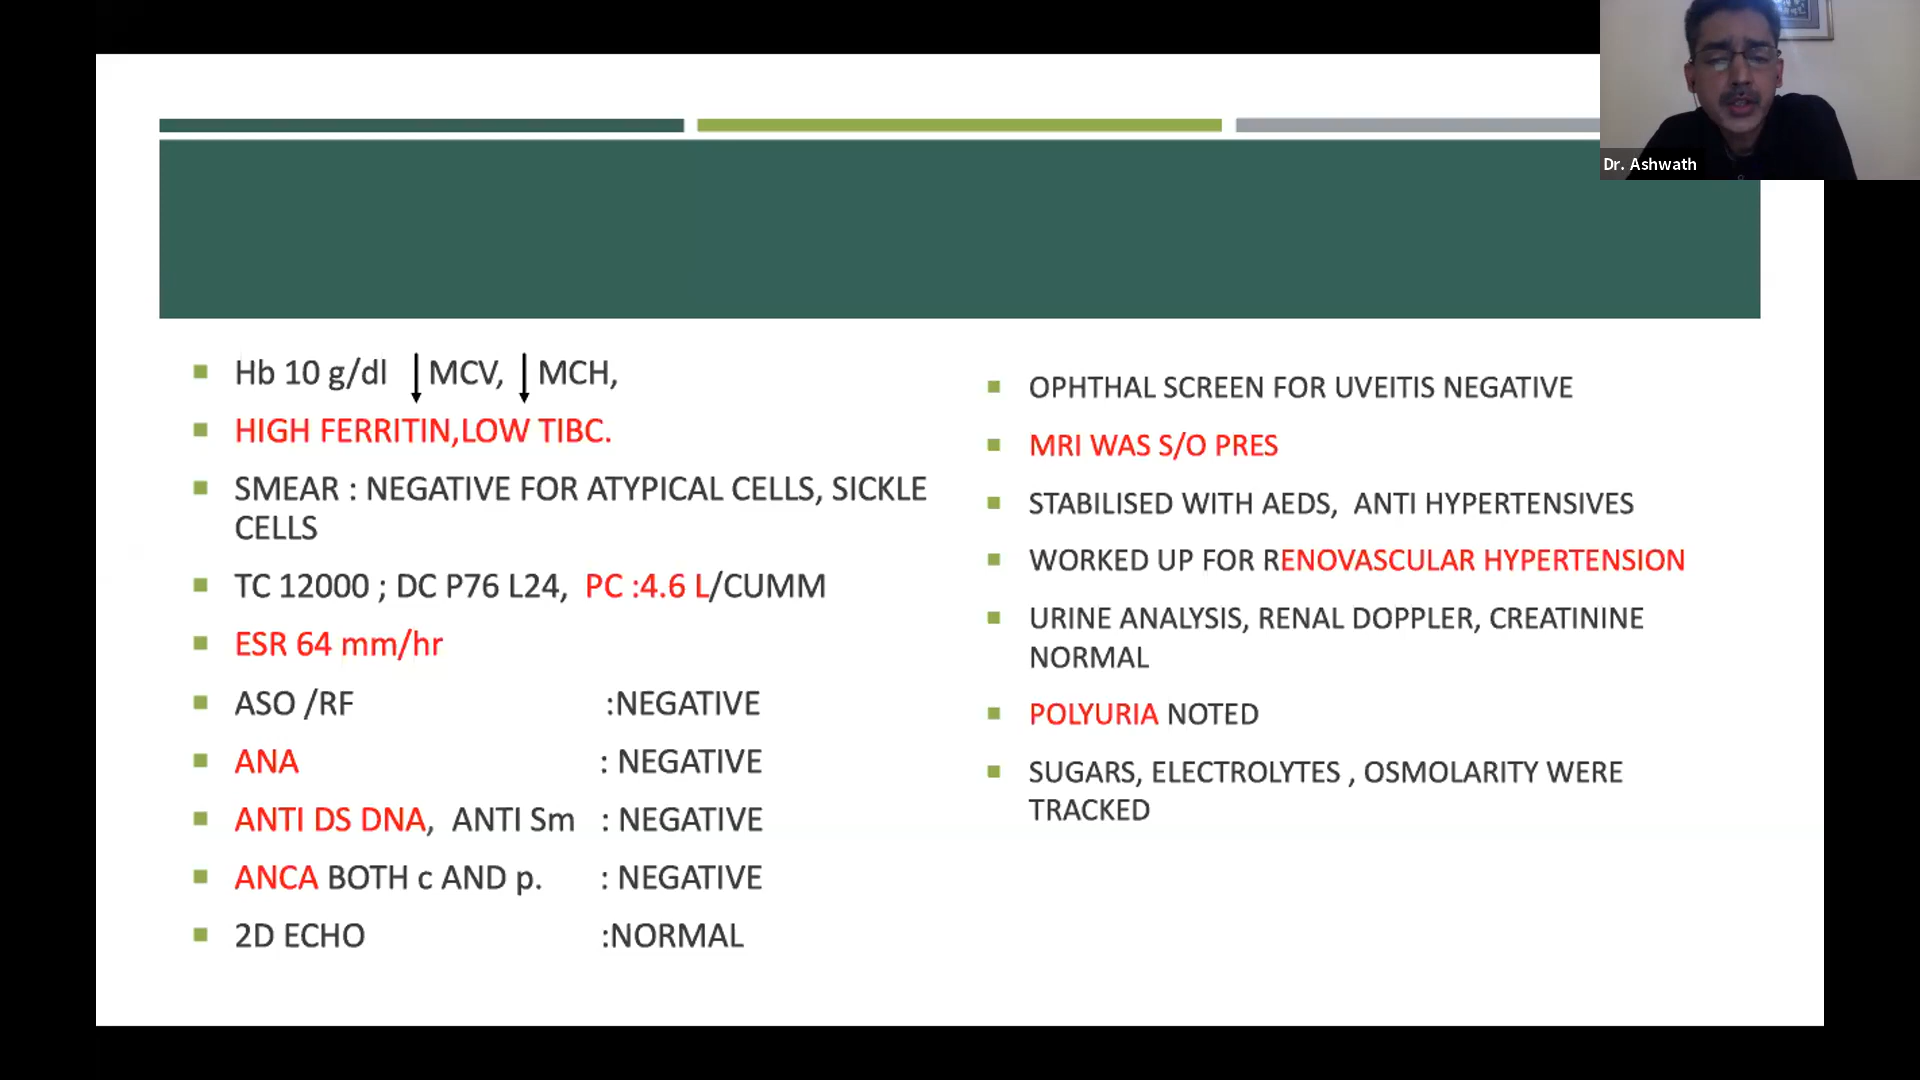 Dr. Ashwath
Hb 10 g/dl ↓MCV, ↓MCH,
HIGH FERRITIN,LOW TIBC.
SMEAR : NEGATIVE FOR ATYPICAL CELLS, SICKLE
CELLS
TC 12000 ; DC P76 L24, PC :4.6 L/CUMM
ESR 64 mm/hr
ASO /RF :NEGATIVE
ANA : NEGATIVE
ANTI DS DNA, ANTI Sm : NEGATIVE
ANCA BOTH c AND p. : NEGATIVE
2D ECHO :NORMAL
OPHTHAL SCREEN FOR UVEITIS NEGATIVE
MRI WAS S/O PRES
STABILISED WITH AEDS, ANTI HYPERTENSIVES
WORKED UP FOR RENOVASCULAR HYPERTENSION
URINE ANALYSIS, RENAL DOPPLER, CREATININE
NORMAL
POLYURIA NOTED
SUGARS, ELECTROLYTES , OSMOLARITY WERE
TRACKED